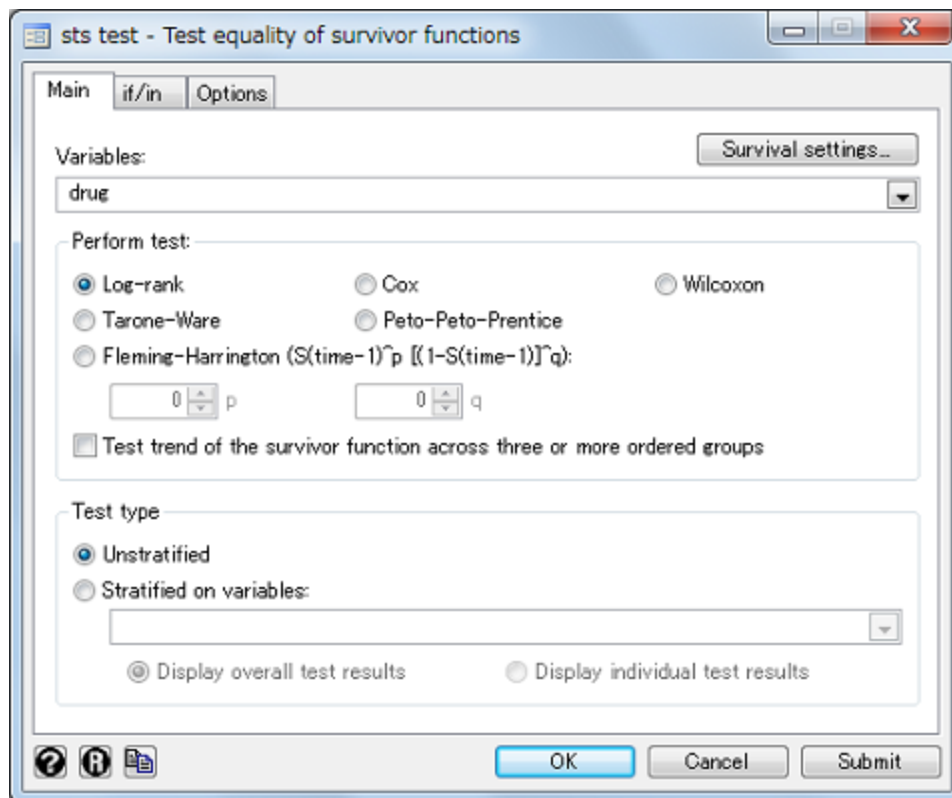 sts test - Test equality of survivor functions
Main if/in Options
Survival settings...
Variables:
drug
Perform test:
Log-rank Cox Wilcoxon
Tarone-Ware Peto-Peto-Prentice
Fleming-Harrington (S(time-1)^p [(1-S(time-1)]^q):
0 p 0 q
Test trend of the survivor function across three or more ordered groups
Test type
Unstratified
Stratified on variables:
Display overall test results Display individual test results
? R OK Cancel Submit